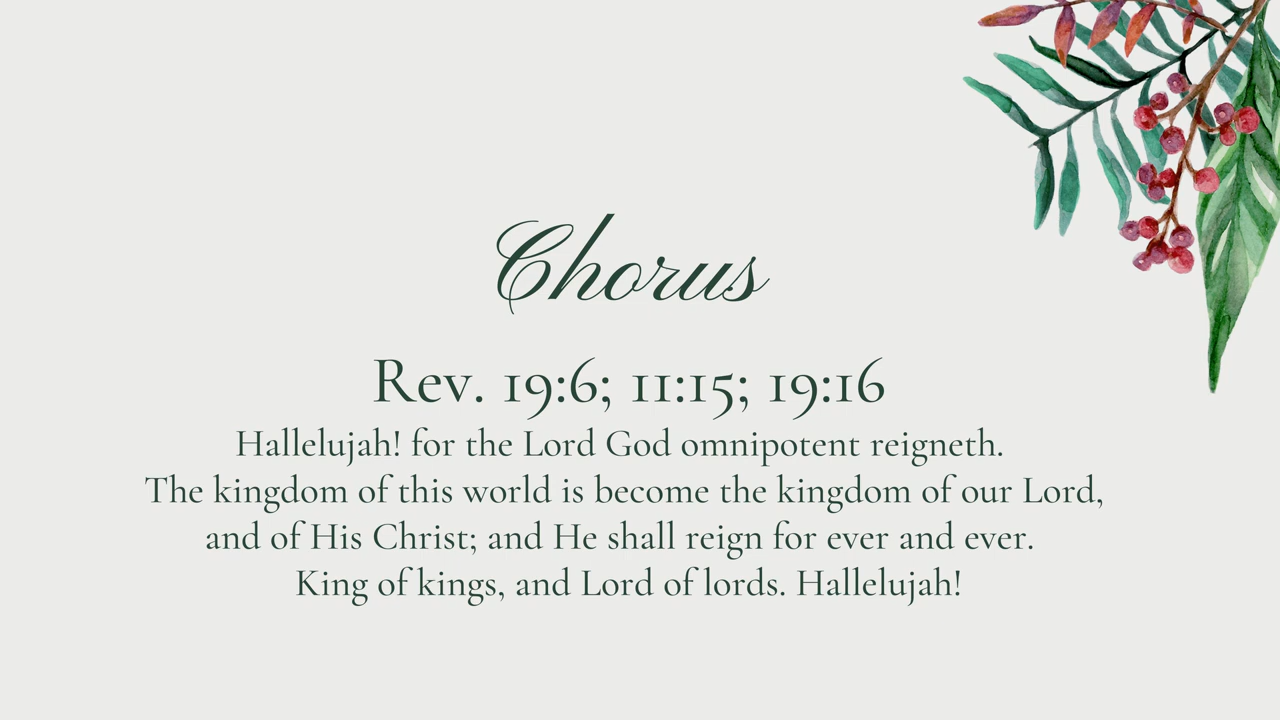 Chorus
Rev. 19:6; 11:15; 19:16
Hallelujah! for the Lord God omnipotent reigneth.
The kingdom of this world is become the kingdom of our Lord,
and of His Christ; and He shall reign for ever and ever.
King of kings, and Lord of lords. Hallelujah!